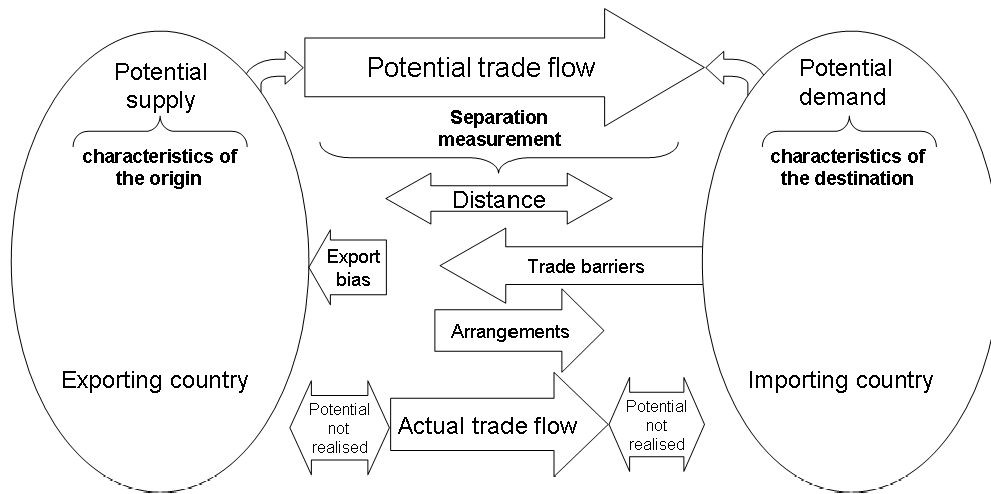 Potential
supply
characteristics of
the origin
Potential trade flow
Potential
demand
characteristics of
the destination
Separation
measurement
Distance
Export
bias
Trade barriers
Arrangements
Exporting country
Importing country
Potential
not
realised
Actual trade flow
Potential
not
realised